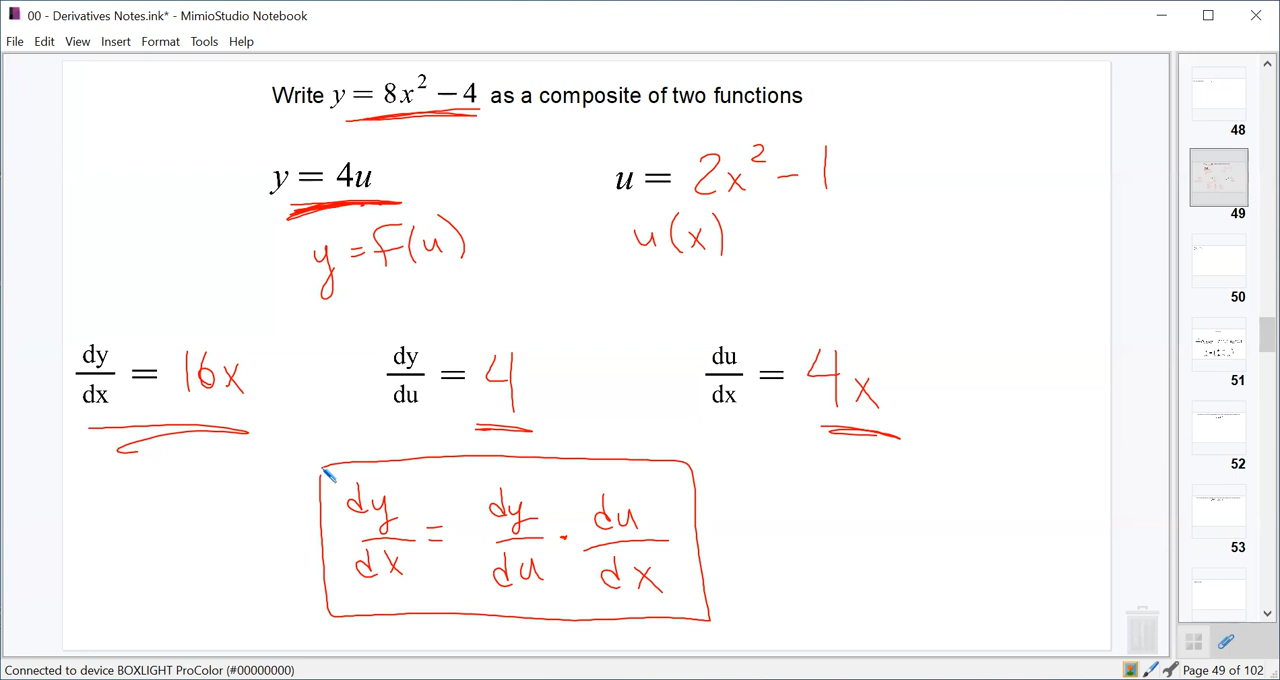 00 - Derivatives Notes.ink* - MimioStudio Notebook
File Edit View Insert Format Tools Help
Write y = 8x² − 4 as a composite of two functions
y = 4u u = 2x² − 1
y = f(u) u(x)
dy/dx = 16x dy/du = 4 du/dx = 4x
dy/dx = dy/du · du/dx
48
49
50
51
52
53
Connected to device BOXLIGHT ProColor (#00000000) Page 49 of 102